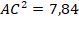 AC² = 7,84